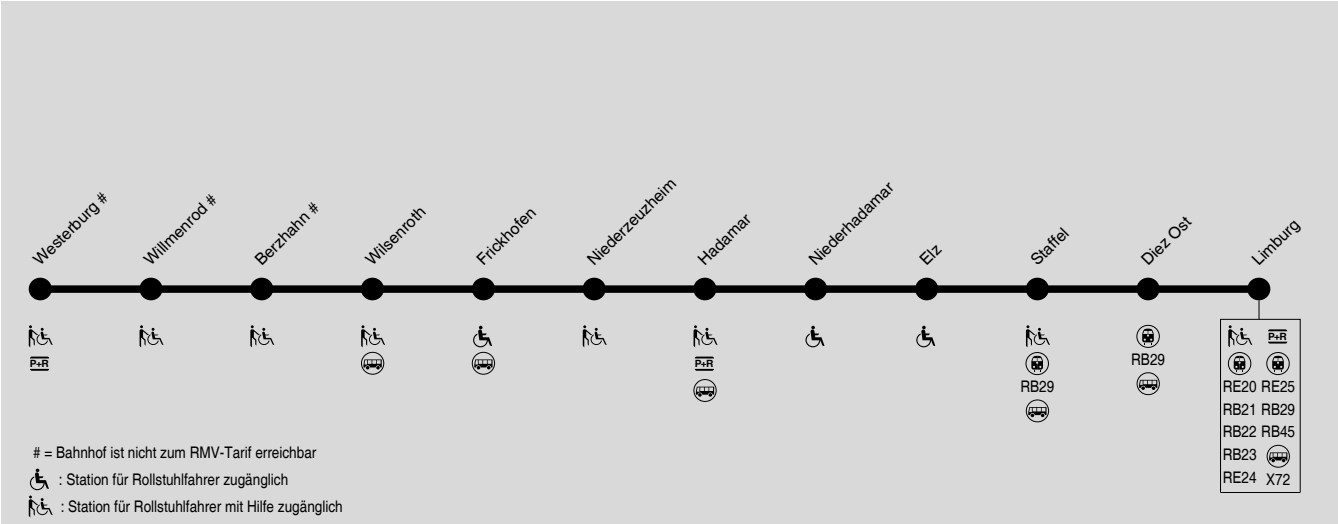 Westerburg #
Willmenrod #
Berzhahn #
Wilsenroth
Frickhofen
Niederzeuzheim
Hadamar
Niederhadamar
Elz
Staffel
Diez Ost
Limburg
P+R
P+R
RB29
RB29
P+R
RE20 RE25
RB21 RB29
RB22 RB45
RB23
RE24 X72
# = Bahnhof ist nicht zum RMV-Tarif erreichbar
: Station für Rollstuhlfahrer zugänglich
: Station für Rollstuhlfahrer mit Hilfe zugänglich